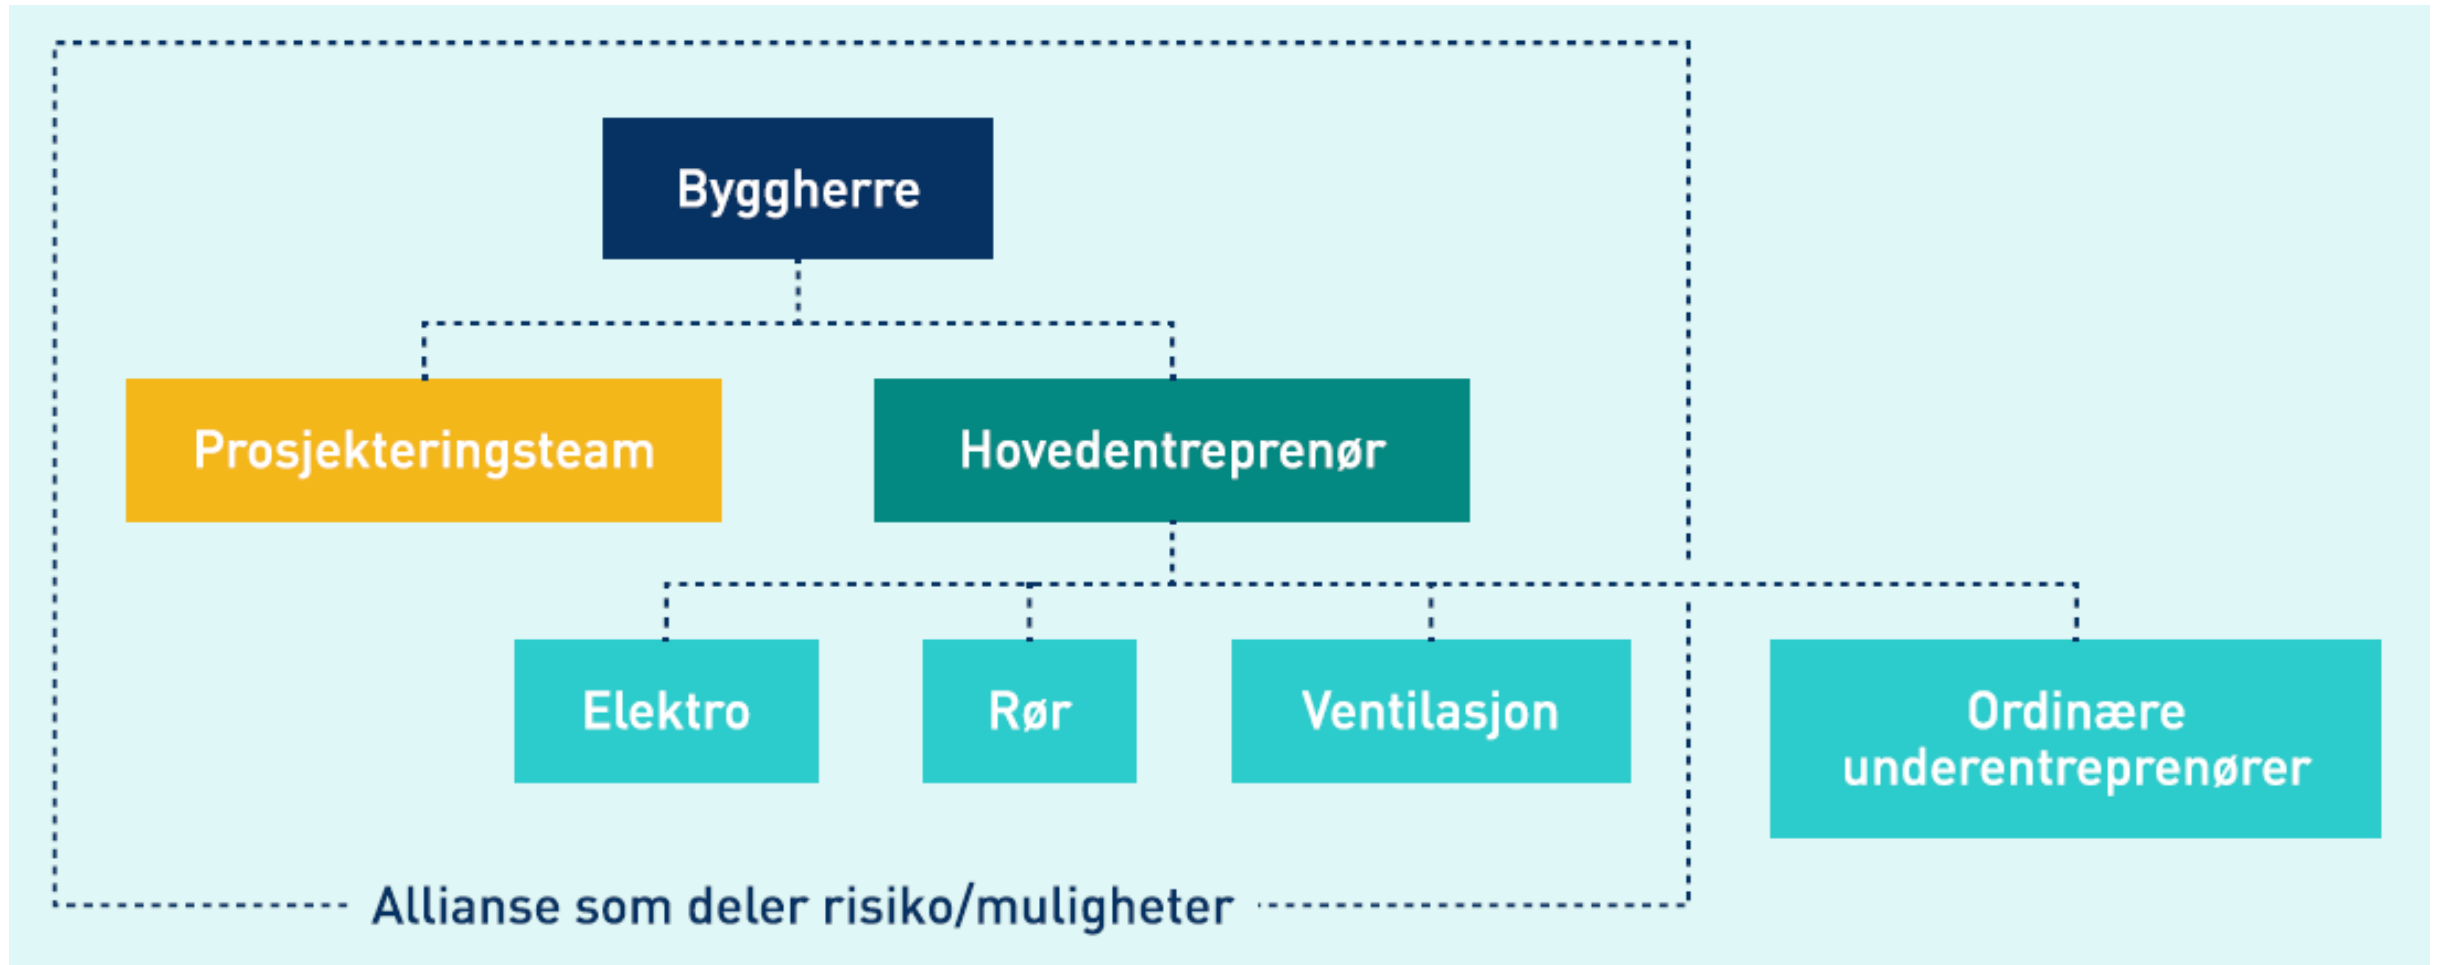 Byggherre
Prosjekteringsteam
Hovedentreprenør
Elektro
Rør
Ventilasjon
Ordinære
underentreprenører
Allianse som deler risiko/muligheter